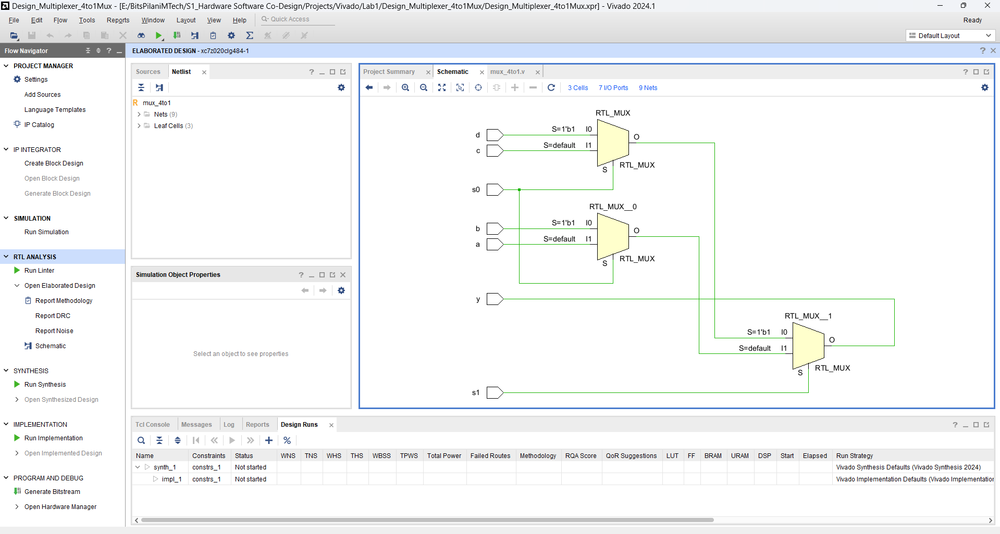 Design_Multiplexer_4to1Mux - [E:/BitsPilaniMTech/S1_Hardware Software Co-Design/Projects/Vivado/Lab1/Design_Multiplexer_4to1Mux/Design_Multiplexer_4to1Mux.xpr] - Vivado 2024.1
File Edit Flow Tools Reports Window Layout View Help Quick Access Ready
Default Layout
Flow Navigator
PROJECT MANAGER
Settings
Add Sources
Language Templates
IP Catalog
IP INTEGRATOR
Create Block Design
Open Block Design
Generate Block Design
SIMULATION
Run Simulation
RTL ANALYSIS
Run Linter
Open Elaborated Design
Report Methodology
Report DRC
Report Noise
Schematic
SYNTHESIS
Run Synthesis
Open Synthesized Design
IMPLEMENTATION
Run Implementation
Open Implemented Design
PROGRAM AND DEBUG
Generate Bitstream
Open Hardware Manager
ELABORATED DESIGN - xc7z020clg484-1
Sources Netlist
mux_4to1
Nets (9)
Leaf Cells (3)
Simulation Object Properties
Select an object to see properties
Project Summary Schematic mux_4to1.v
3 Cells 7 I/O Ports 9 Nets
RTL_MUX
d S=1'b1 I0
O
c S=default I1
S RTL_MUX
s0
RTL_MUX__0
b S=1'b1 I0
O
a S=default I1
S RTL_MUX
y
RTL_MUX__1
S=1'b1 I0
O
S=default I1
S RTL_MUX
s1
Tcl Console Messages Log Reports Design Runs
Name Constraints Status WNS TNS WHS THS WBSS TPWS Total Power Failed Routes Methodology RQA Score QoR Suggestions LUT FF BRAM URAM DSP Start Elapsed Run Strategy
synth_1 constrs_1 Not started Vivado Synthesis Defaults (Vivado Synthesis 2024)
impl_1 constrs_1 Not started Vivado Implementation Defaults (Vivado Implementation